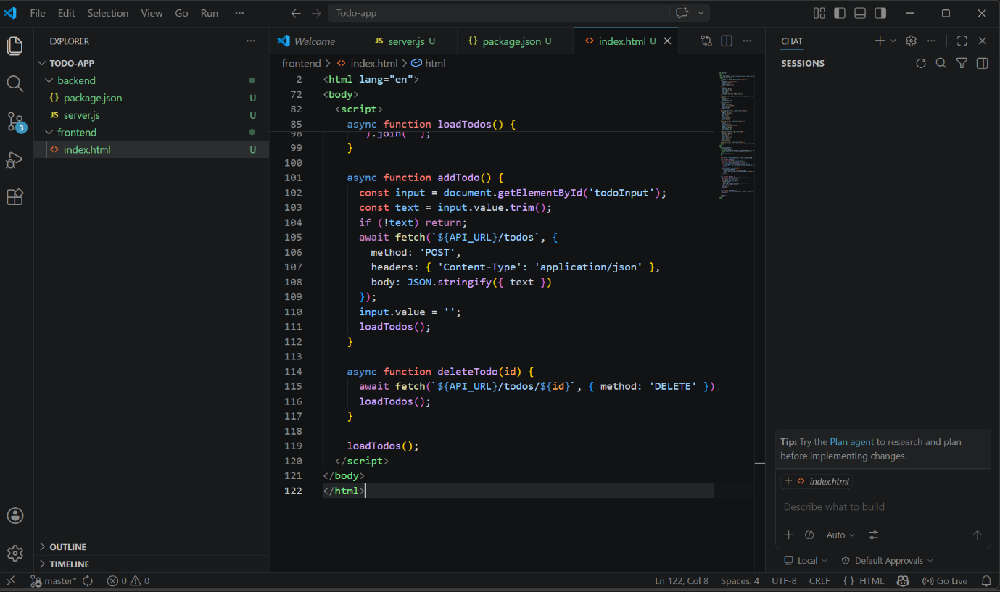 File Edit Selection View Go Run ··· Todo-app
EXPLORER ···
TODO-APP
backend
{} package.json U
JS server.js U
frontend
<> index.html U
OUTLINE
TIMELINE
3
Welcome JS server.js U {} package.json U <> index.html U ···
frontend > <> index.html > html
2 <html lang="en">
72 <body>
82 <script>
85 async function loadTodos() {
98 `).join('');
99 }
100
101 async function addTodo() {
102 const input = document.getElementById('todoInput');
103 const text = input.value.trim();
104 if (!text) return;
105 await fetch(`${API_URL}/todos`, {
106 method: 'POST',
107 headers: { 'Content-Type': 'application/json' },
108 body: JSON.stringify({ text })
109 });
110 input.value = '';
111 loadTodos();
112 }
113
114 async function deleteTodo(id) {
115 await fetch(`${API_URL}/todos/${id}`, { method: 'DELETE' });
116 loadTodos();
117 }
118
119 loadTodos();
120 </script>
121 </body>
122 </html>
CHAT ···
SESSIONS
Tip: Try the Plan agent to research and plan
before implementing changes.
+ <> index.html
Describe what to build
Auto
Local Default Approvals
master* 0 0 Ln 122, Col 8 Spaces: 4 UTF-8 CRLF {} HTML Go Live